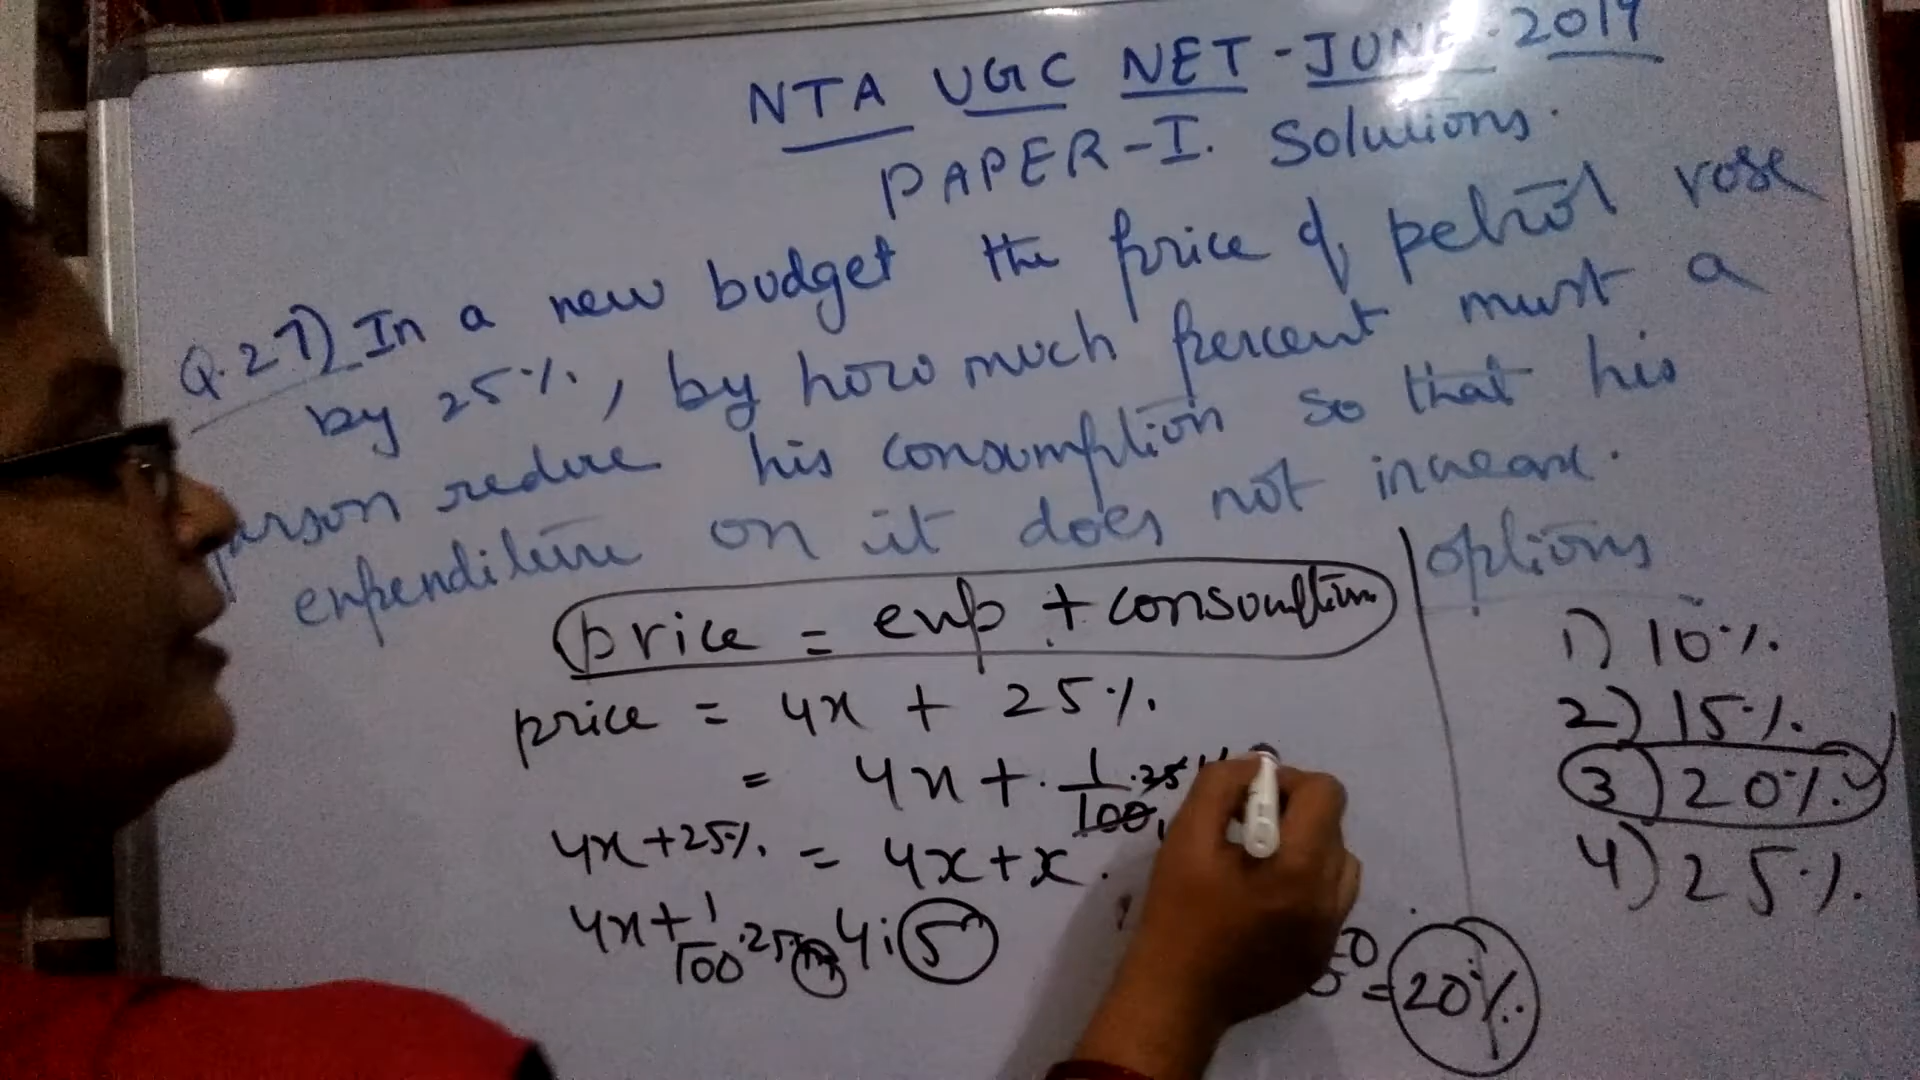 NTA UGC NET - JUNE - 2019
PAPER - I. Solutions.
Q.27) In a new budget the price of petrol rose
by 25%, by how much percent must a
person reduce his consumption so that his
expenditure on it does not increase.
price = exp + consumption
price = 4x + 25%.
= 4x + 1/100 · 25
4x + 25% = 4x + x.
4x + 1/100 · 25 4 : 5
= 20%.
options
1) 10%.
2) 15%.
3) 20%.
4) 25%.